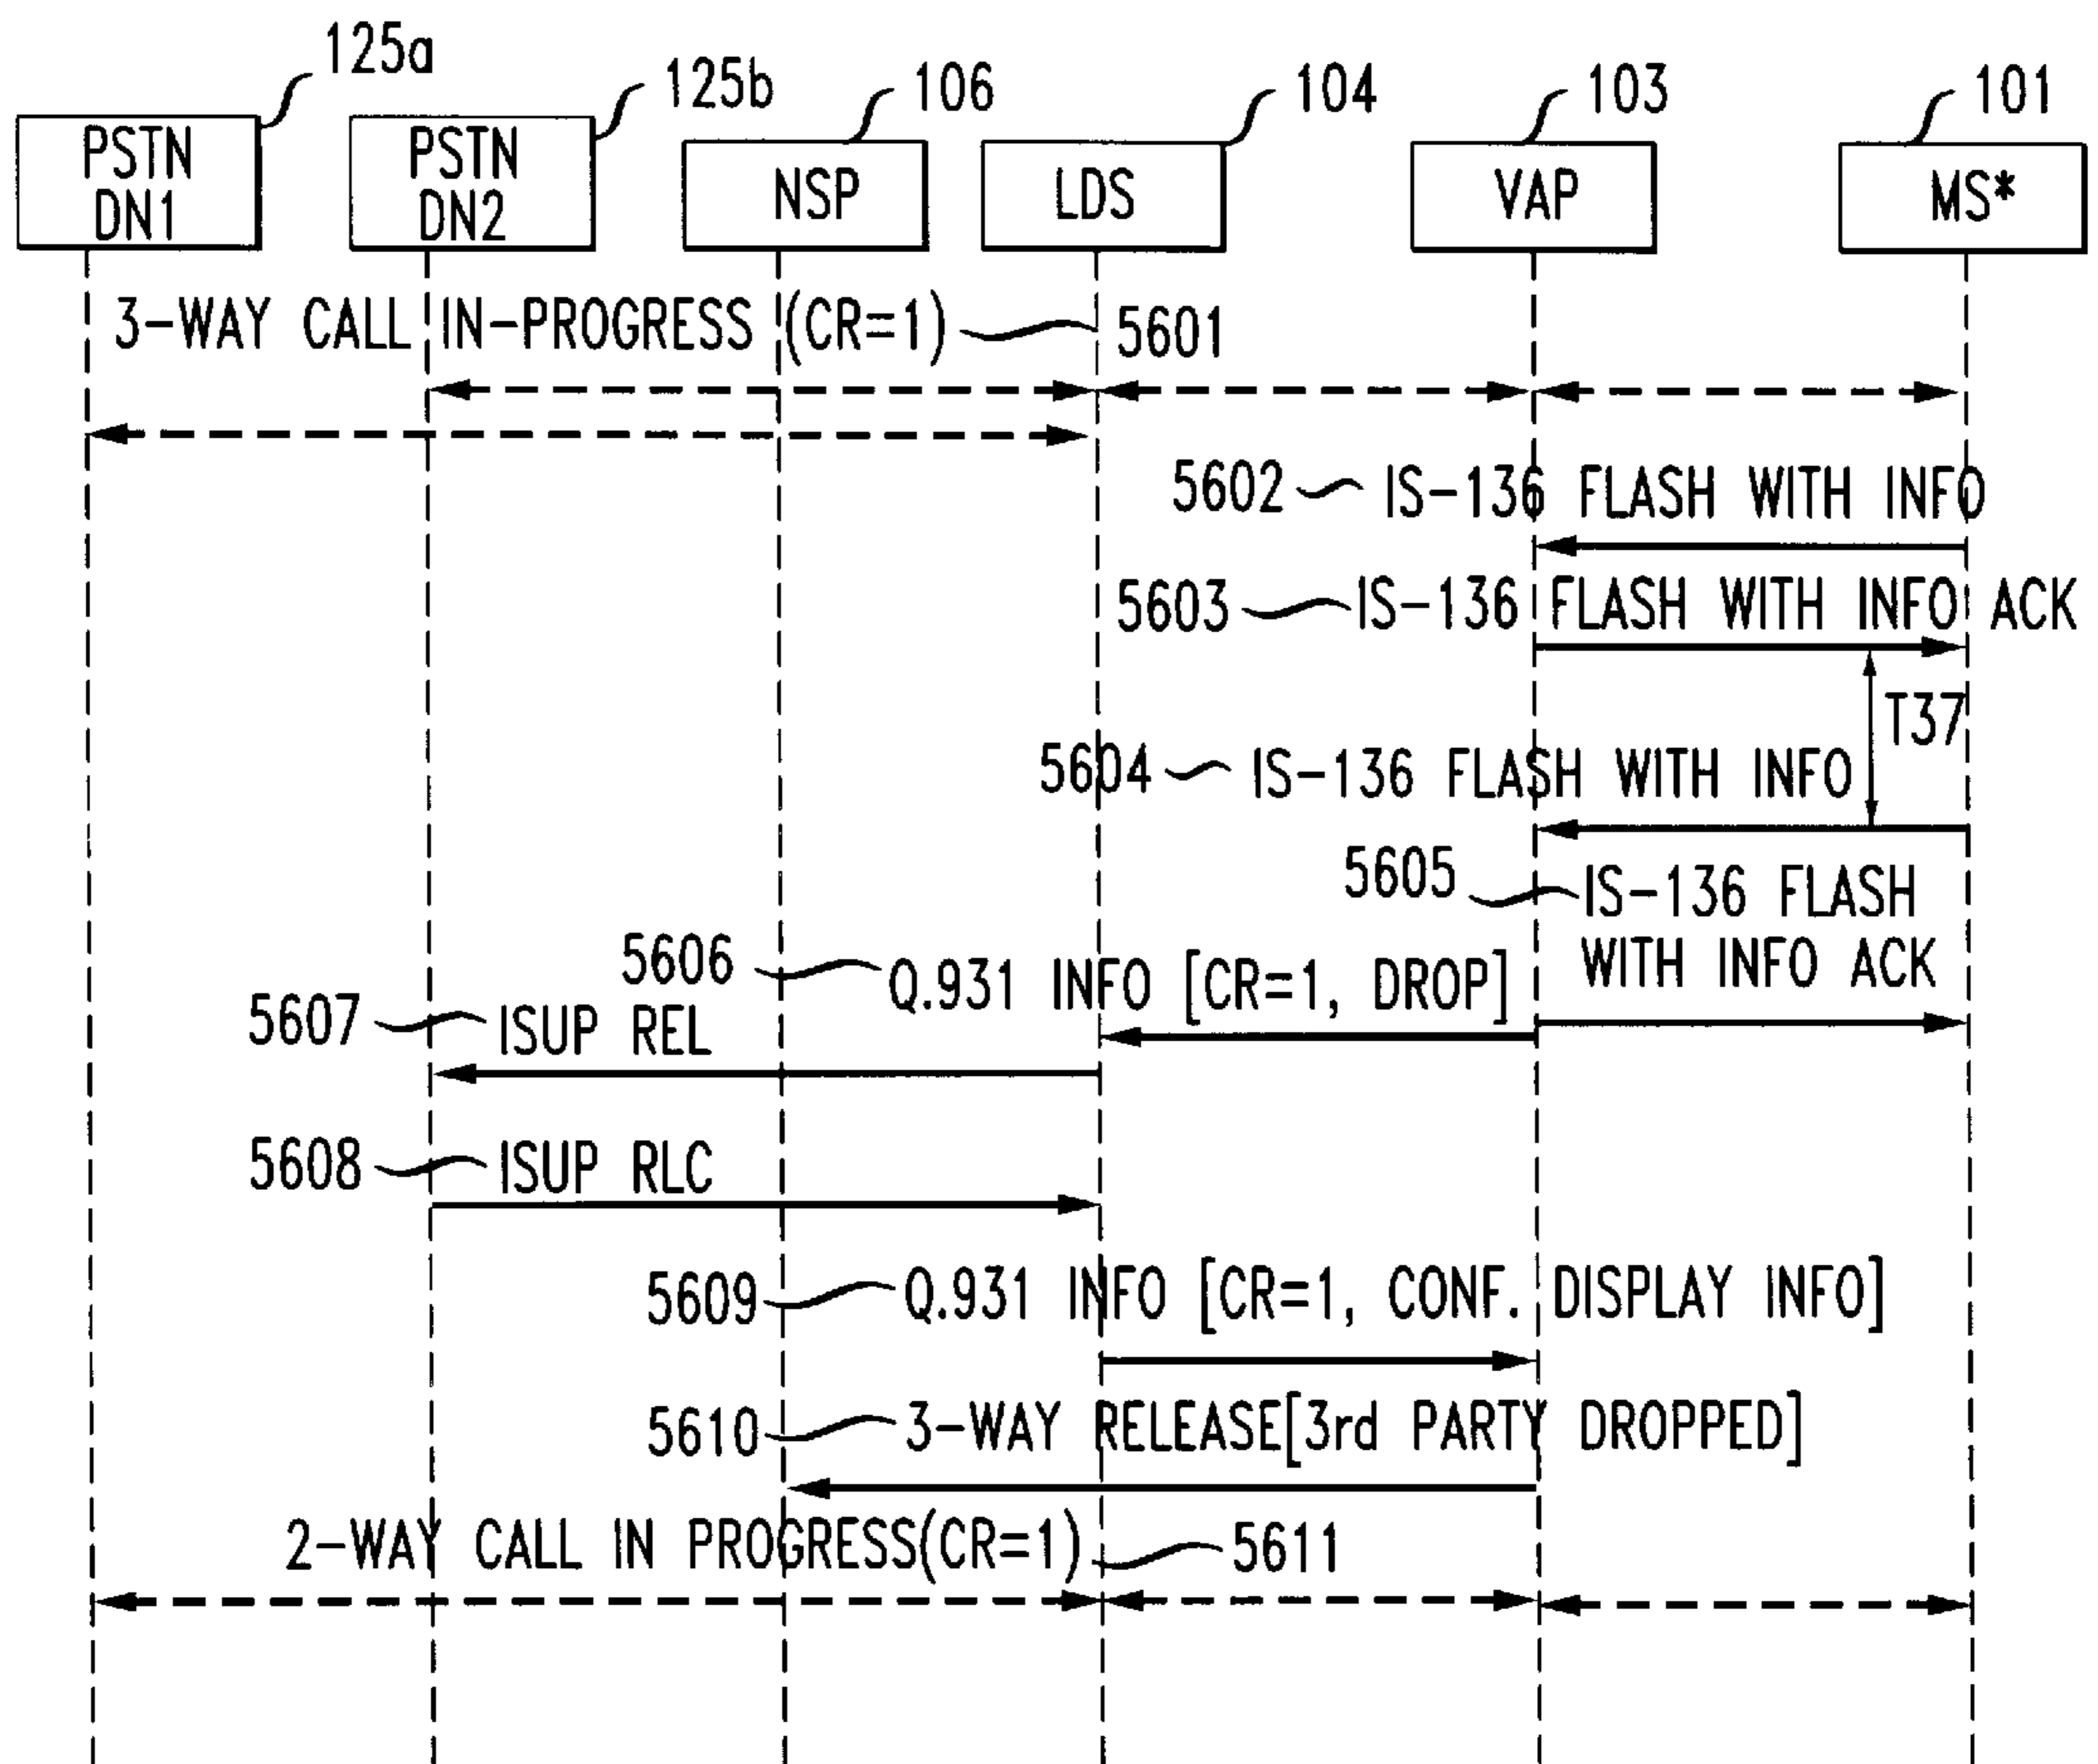 125a
125b
106
104
103
101
PSTN
DN1
PSTN
DN2
NSP
LDS
VAP
MS*
3-WAY CALL IN-PROGRESS (CR=1)
5601
5602
IS-136 FLASH WITH INFO
5603
IS-136 FLASH WITH INFO ACK
T37
5604
IS-136 FLASH WITH INFO
5605
IS-136 FLASH
WITH INFO ACK
5606
Q.931 INFO [CR=1, DROP]
5607
ISUP REL
5608
ISUP RLC
5609
Q.931 INFO [CR=1, CONF. DISPLAY INFO]
5610
3-WAY RELEASE[3rd PARTY DROPPED]
2-WAY CALL IN PROGRESS(CR=1)
5611